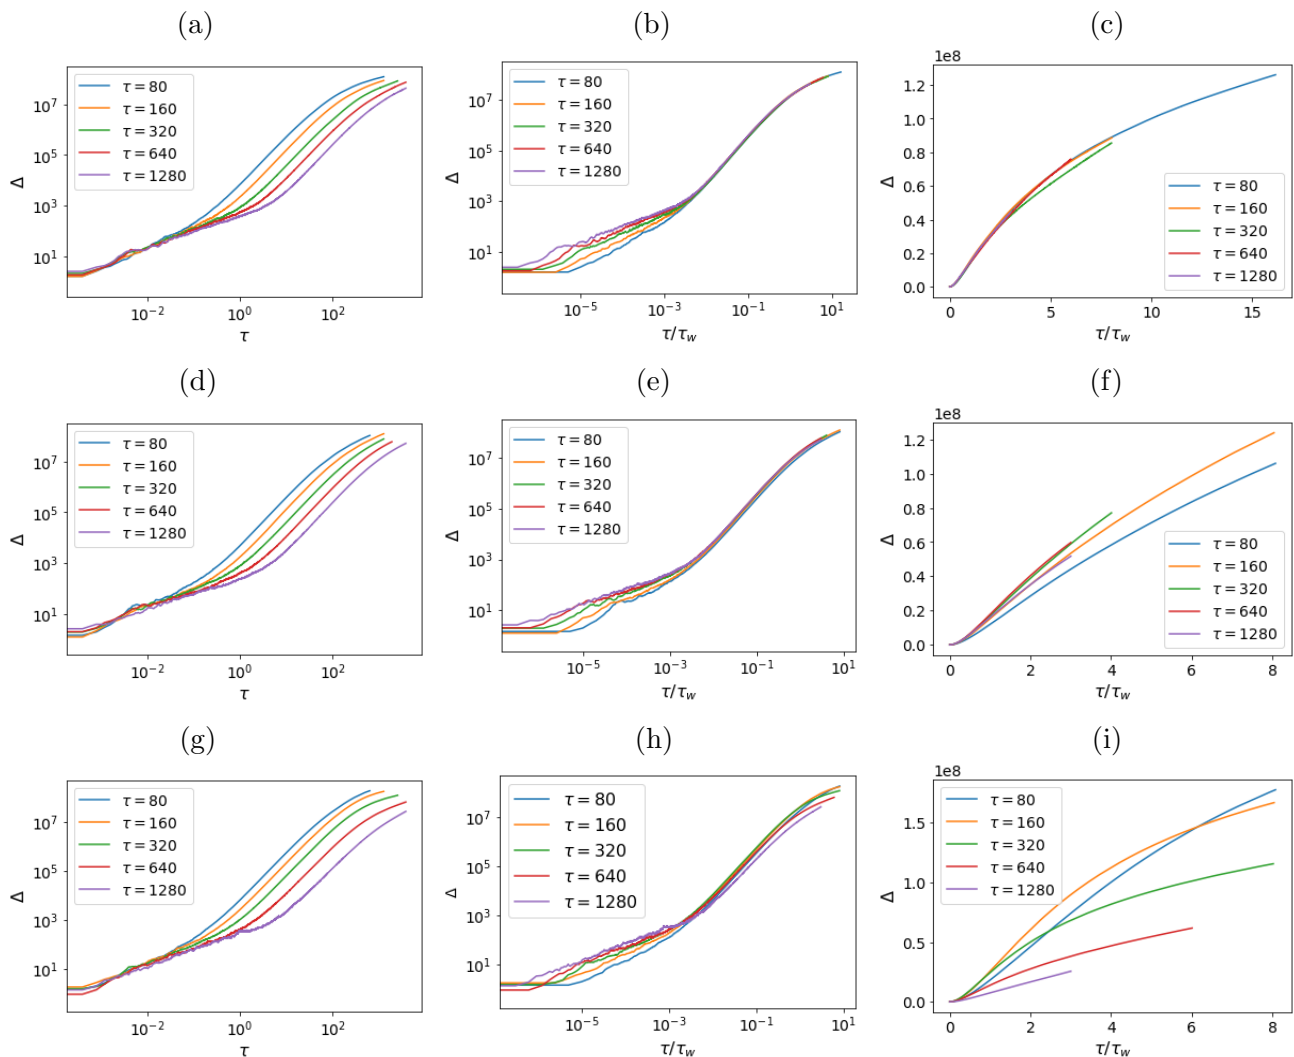 (a)
(b)
(c)
Δ
10^7
10^5
10^3
10^1
τ = 80
τ = 160
τ = 320
τ = 640
τ = 1280
10^−2
10^0
10^2
τ
Δ
10^7
10^5
10^3
10^1
τ = 80
τ = 160
τ = 320
τ = 640
τ = 1280
10^−5
10^−3
10^−1
10^1
τ/τ_w
1e8
Δ
1.2
1.0
0.8
0.6
0.4
0.2
0.0
τ = 80
τ = 160
τ = 320
τ = 640
τ = 1280
0
5
10
15
τ/τ_w
(d)
(e)
(f)
Δ
10^7
10^5
10^3
10^1
τ = 80
τ = 160
τ = 320
τ = 640
τ = 1280
10^−2
10^0
10^2
τ
Δ
10^7
10^5
10^3
10^1
τ = 80
τ = 160
τ = 320
τ = 640
τ = 1280
10^−5
10^−3
10^−1
10^1
τ/τ_w
1e8
Δ
1.2
1.0
0.8
0.6
0.4
0.2
0.0
τ = 80
τ = 160
τ = 320
τ = 640
τ = 1280
0
2
4
6
8
τ/τ_w
(g)
(h)
(i)
Δ
10^7
10^5
10^3
10^1
τ = 80
τ = 160
τ = 320
τ = 640
τ = 1280
10^−2
10^0
10^2
τ
Δ
10^7
10^5
10^3
10^1
τ = 80
τ = 160
τ = 320
τ = 640
τ = 1280
10^−5
10^−3
10^−1
10^1
τ/τ_w
1e8
Δ
1.5
1.0
0.5
0.0
τ = 80
τ = 160
τ = 320
τ = 640
τ = 1280
0
2
4
6
8
τ/τ_w